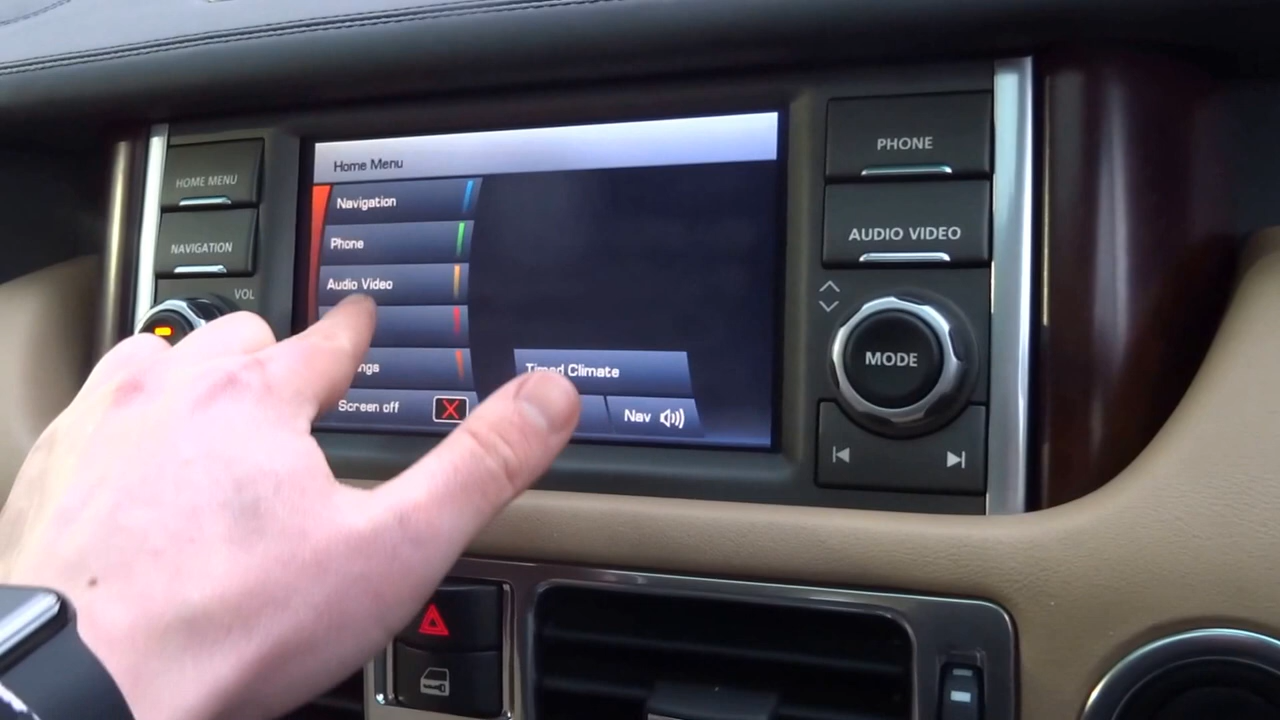 HOME MENU
NAVIGATION
VOL
Home Menu
Navigation
Phone
Audio Video
ngs
Screen off
Timed Climate
Nav
PHONE
AUDIO VIDEO
MODE